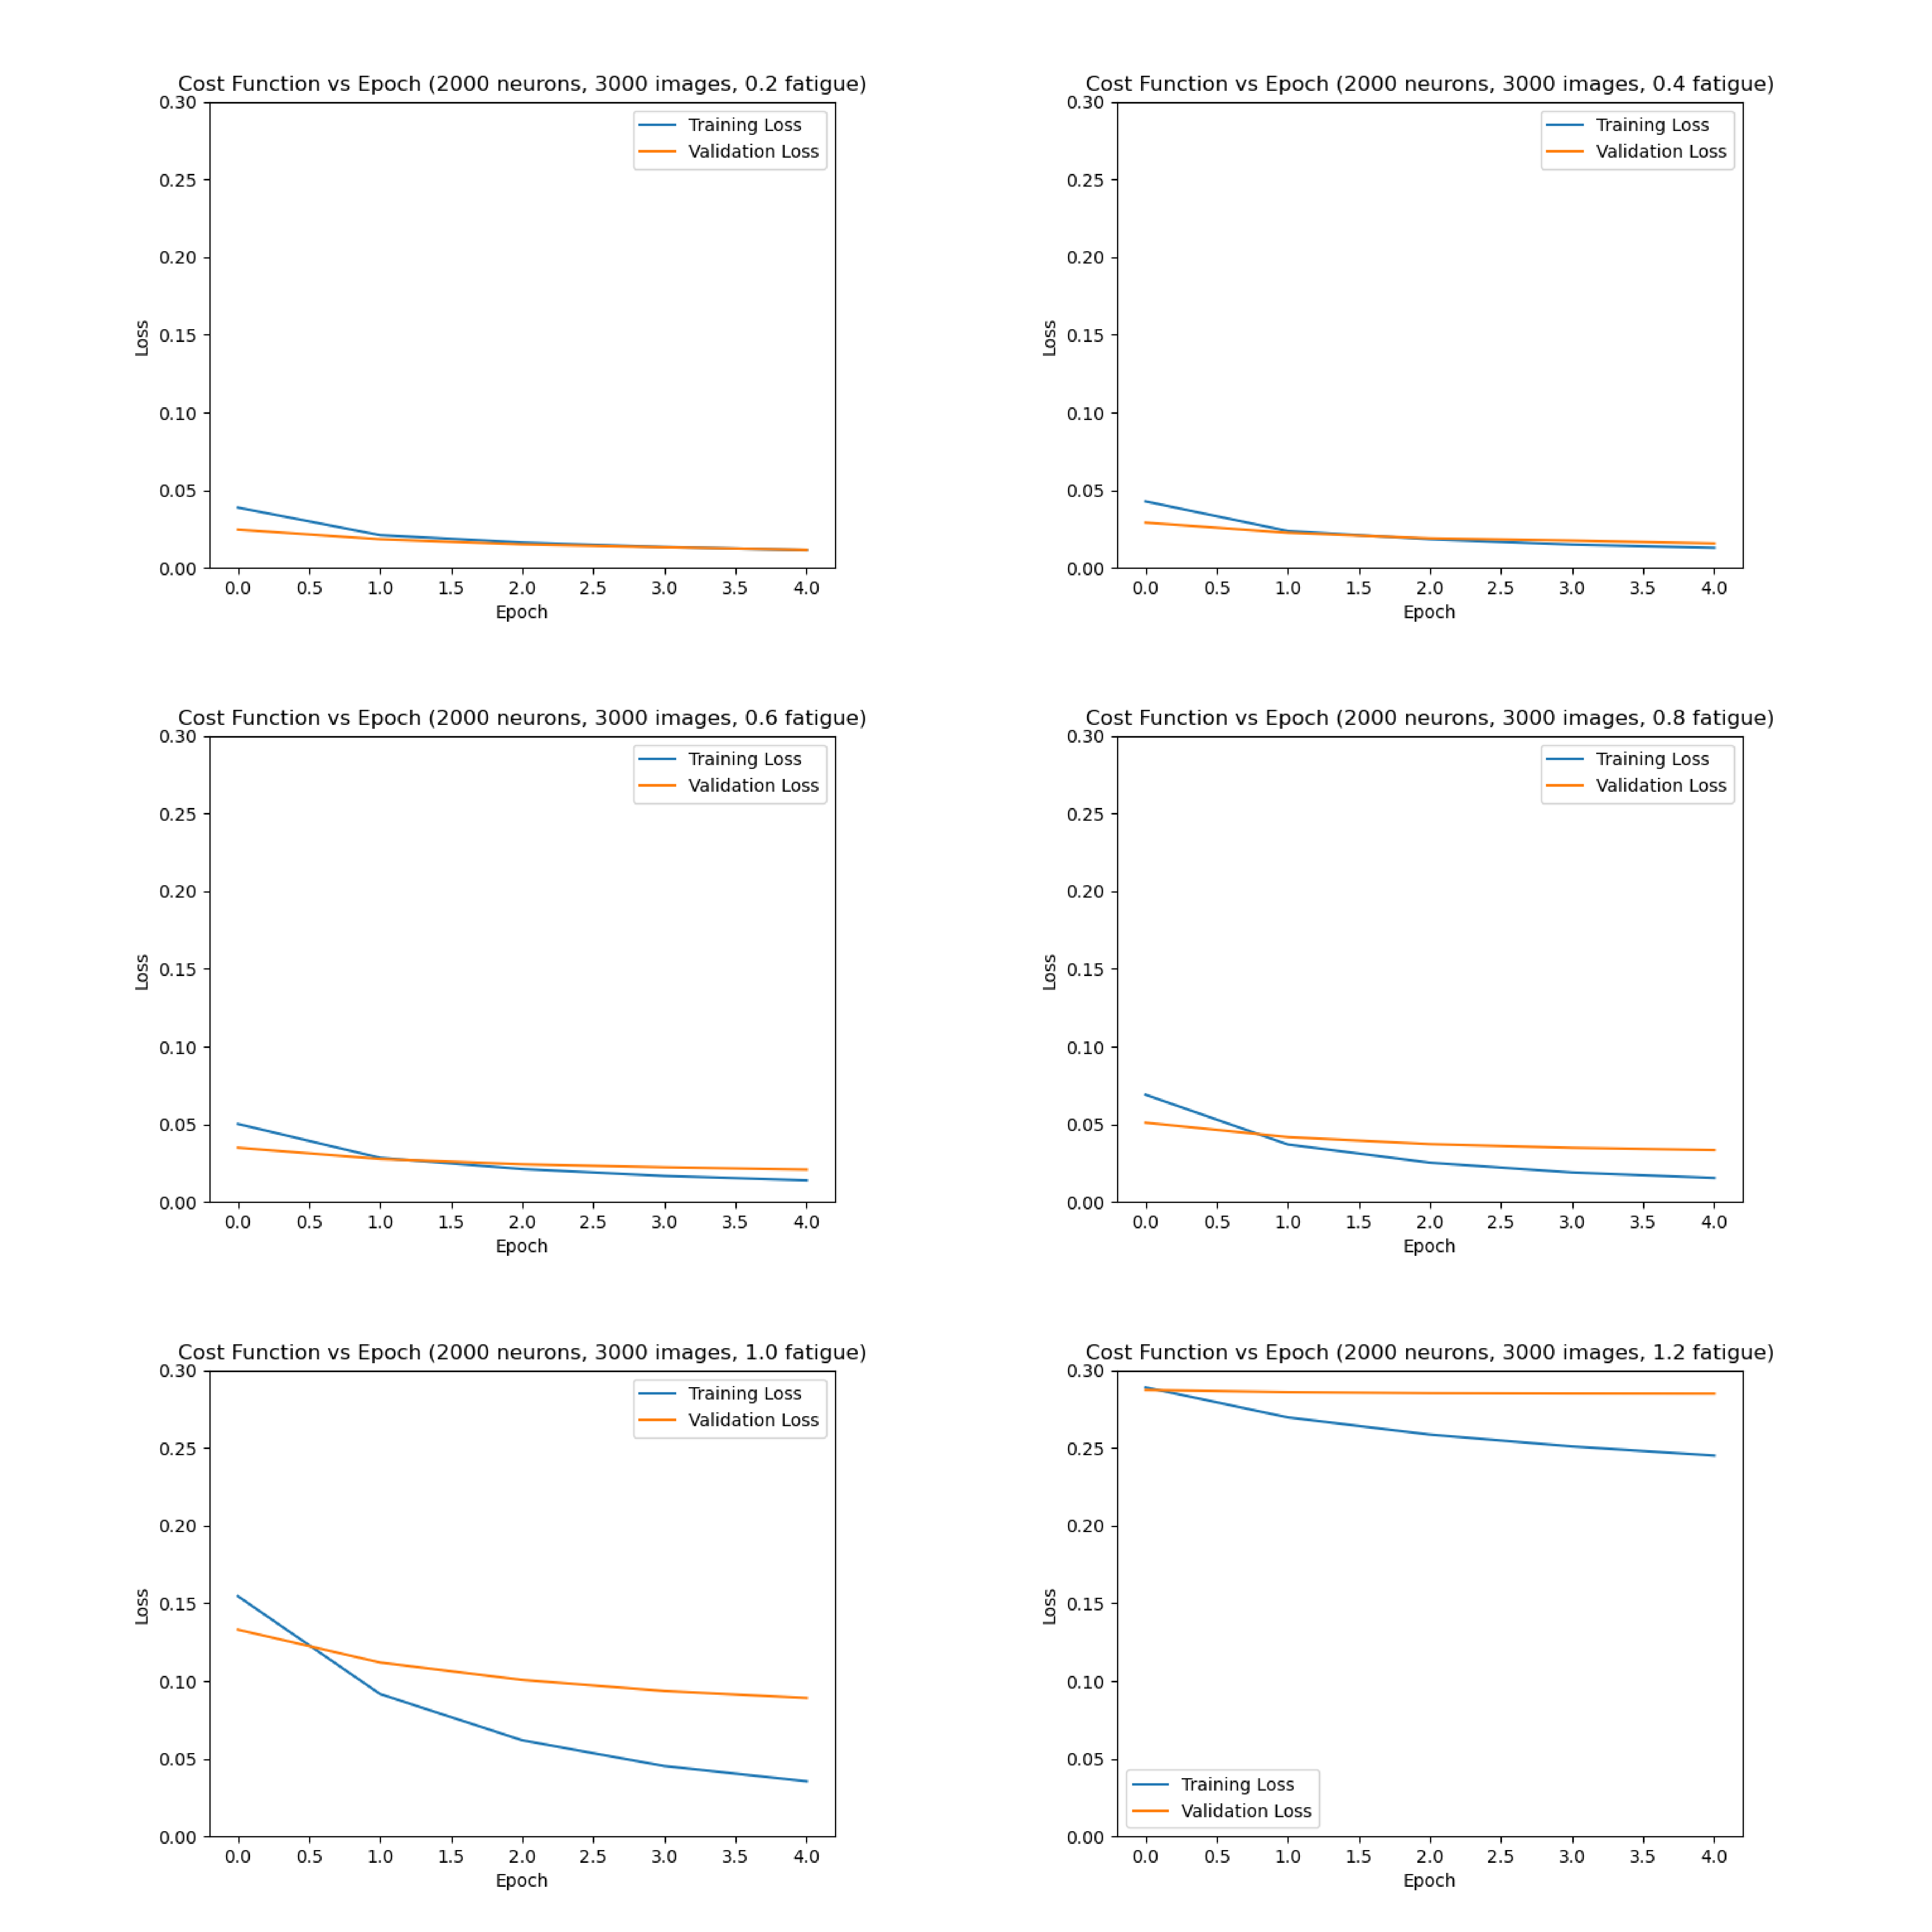 Cost Function vs Epoch (2000 neurons, 3000 images, 0.2 fatigue)
0.30
0.25
0.20
0.15
0.10
0.05
0.00
Loss
Training Loss
Validation Loss
0.0 0.5 1.0 1.5 2.0 2.5 3.0 3.5 4.0
Epoch
Cost Function vs Epoch (2000 neurons, 3000 images, 0.4 fatigue)
0.30
0.25
0.20
0.15
0.10
0.05
0.00
Loss
Training Loss
Validation Loss
0.0 0.5 1.0 1.5 2.0 2.5 3.0 3.5 4.0
Epoch
Cost Function vs Epoch (2000 neurons, 3000 images, 0.6 fatigue)
0.30
0.25
0.20
0.15
0.10
0.05
0.00
Loss
Training Loss
Validation Loss
0.0 0.5 1.0 1.5 2.0 2.5 3.0 3.5 4.0
Epoch
Cost Function vs Epoch (2000 neurons, 3000 images, 0.8 fatigue)
0.30
0.25
0.20
0.15
0.10
0.05
0.00
Loss
Training Loss
Validation Loss
0.0 0.5 1.0 1.5 2.0 2.5 3.0 3.5 4.0
Epoch
Cost Function vs Epoch (2000 neurons, 3000 images, 1.0 fatigue)
0.30
0.25
0.20
0.15
0.10
0.05
0.00
Loss
Training Loss
Validation Loss
0.0 0.5 1.0 1.5 2.0 2.5 3.0 3.5 4.0
Epoch
Cost Function vs Epoch (2000 neurons, 3000 images, 1.2 fatigue)
0.30
0.25
0.20
0.15
0.10
0.05
0.00
Loss
Training Loss
Validation Loss
0.0 0.5 1.0 1.5 2.0 2.5 3.0 3.5 4.0
Epoch